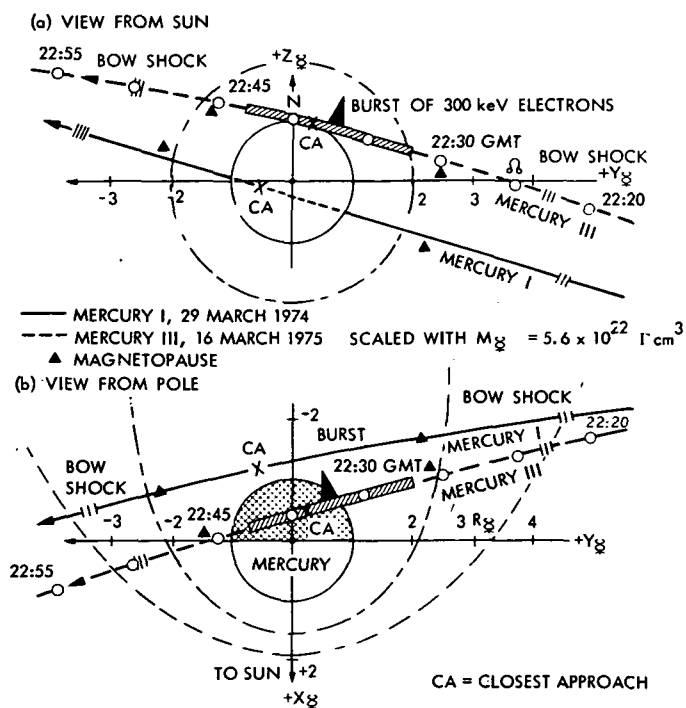 (a) VIEW FROM SUN
+Z☿
22:55
BOW SHOCK
22:45
N
BURST OF 300 keV ELECTRONS
CA
22:30 GMT
☊
BOW SHOCK
+Y☿
-3 -2 CA 2 3
MERCURY III
22:20
MERCURY I
MERCURY I, 29 MARCH 1974
MERCURY III, 16 MARCH 1975 SCALED WITH M☿ = 5.6 x 10²² Γ cm³
▲ MAGNETOPAUSE
(b) VIEW FROM POLE
-2
BOW SHOCK
22:20
CA
BURST
MERCURY I
BOW SHOCK
22:30 GMT
MERCURY III
22:45
CA
-3 -2 2 3 R☿ 4 +Y☿
22:55
MERCURY
TO SUN
+2
+X☿
CA = CLOSEST APPROACH